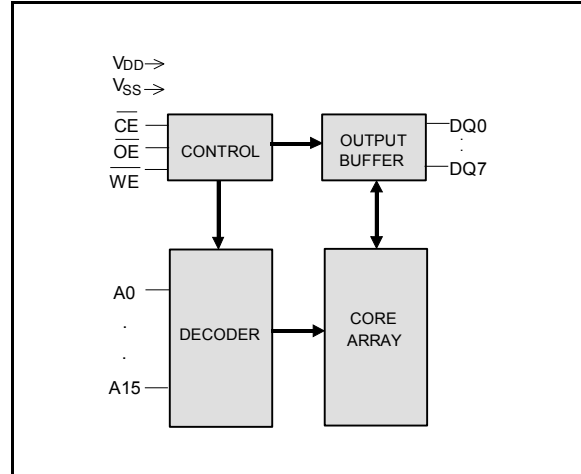 VDD
VSS
CE
OE
WE
CONTROL
OUTPUT
BUFFER
DQ0
.
.
DQ7
A0
.
.
A15
DECODER
CORE
ARRAY